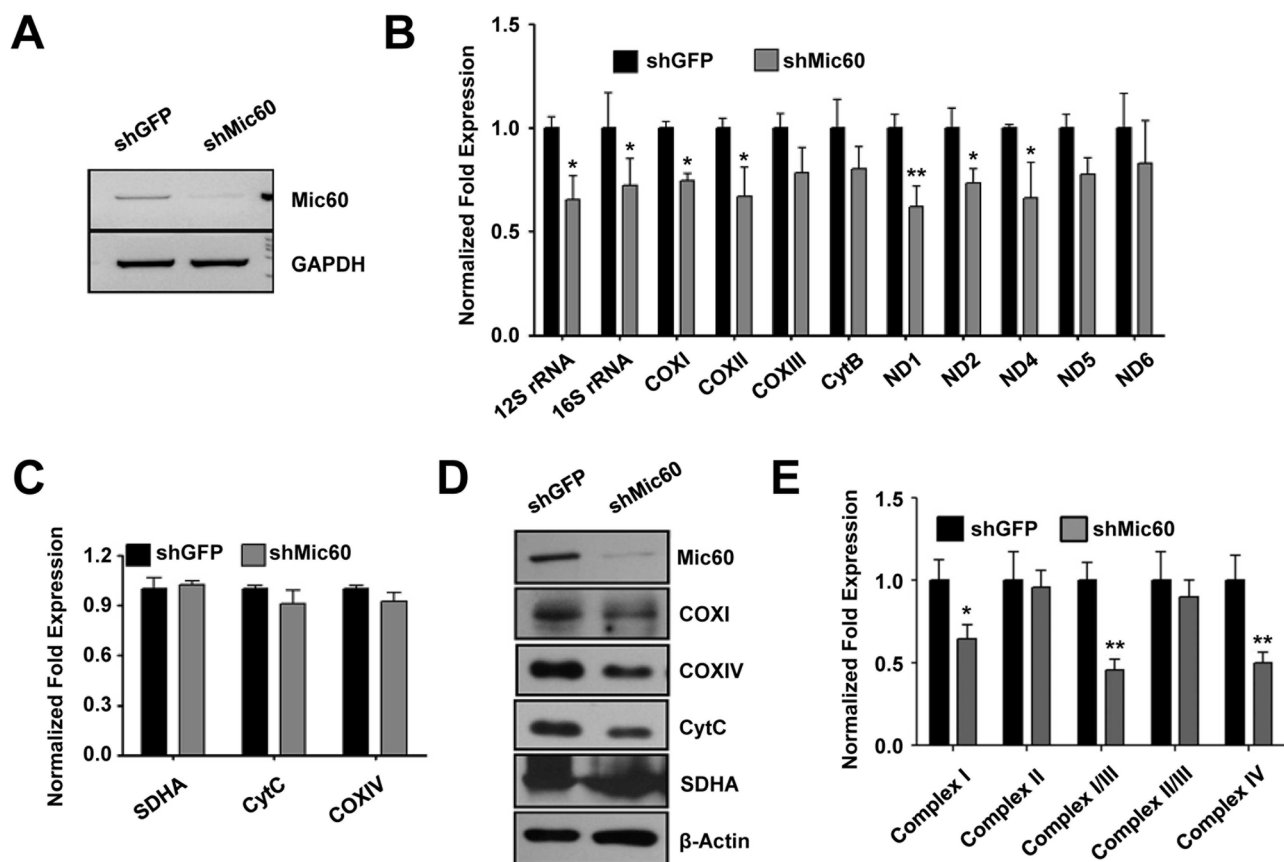 A
shGFP
shMic60
Mic60
GAPDH
B
Normalized Fold Expression
1.5
1.0
0.5
0.0
shGFP
shMic60
*
*
*
*
**
*
*
12S rRNA
16S rRNA
COXI
COXII
COXIII
CytB
ND1
ND2
ND4
ND5
ND6
C
Normalized Fold Expression
1.2
0.9
0.6
0.3
0.0
shGFP
shMic60
SDHA
CytC
COXIV
D
shGFP
shMic60
Mic60
COXI
COXIV
CytC
SDHA
β-Actin
E
Normalized Fold Expression
1.5
1.0
0.5
0.0
shGFP
shMic60
*
**
**
Complex I
Complex II
Complex I/III
Complex II/III
Complex IV